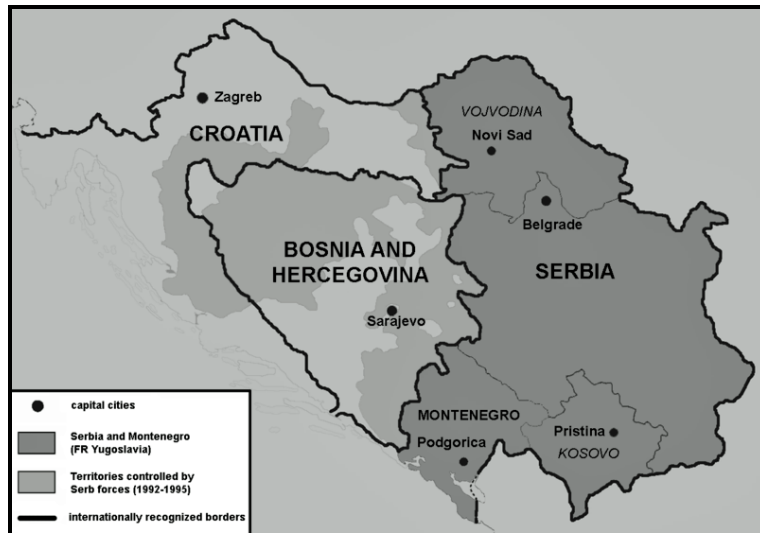 Zagreb
CROATIA
VOJVODINA
Novi Sad
Belgrade
BOSNIA AND
HERCEGOVINA
SERBIA
Sarajevo
MONTENEGRO
Podgorica
Pristina
KOSOVO
capital cities
Serbia and Montenegro
(FR Yugoslavia)
Territories controlled by
Serb forces (1992-1995)
internationally recognized borders